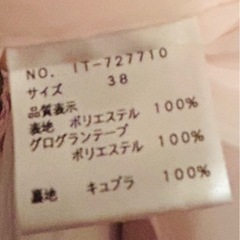 NO. IT-727710
サイズ 38
品質表示
表地 ポリエステル 100%
グログランテープ
ポリエステル 100%
裏地 キュプラ 100%